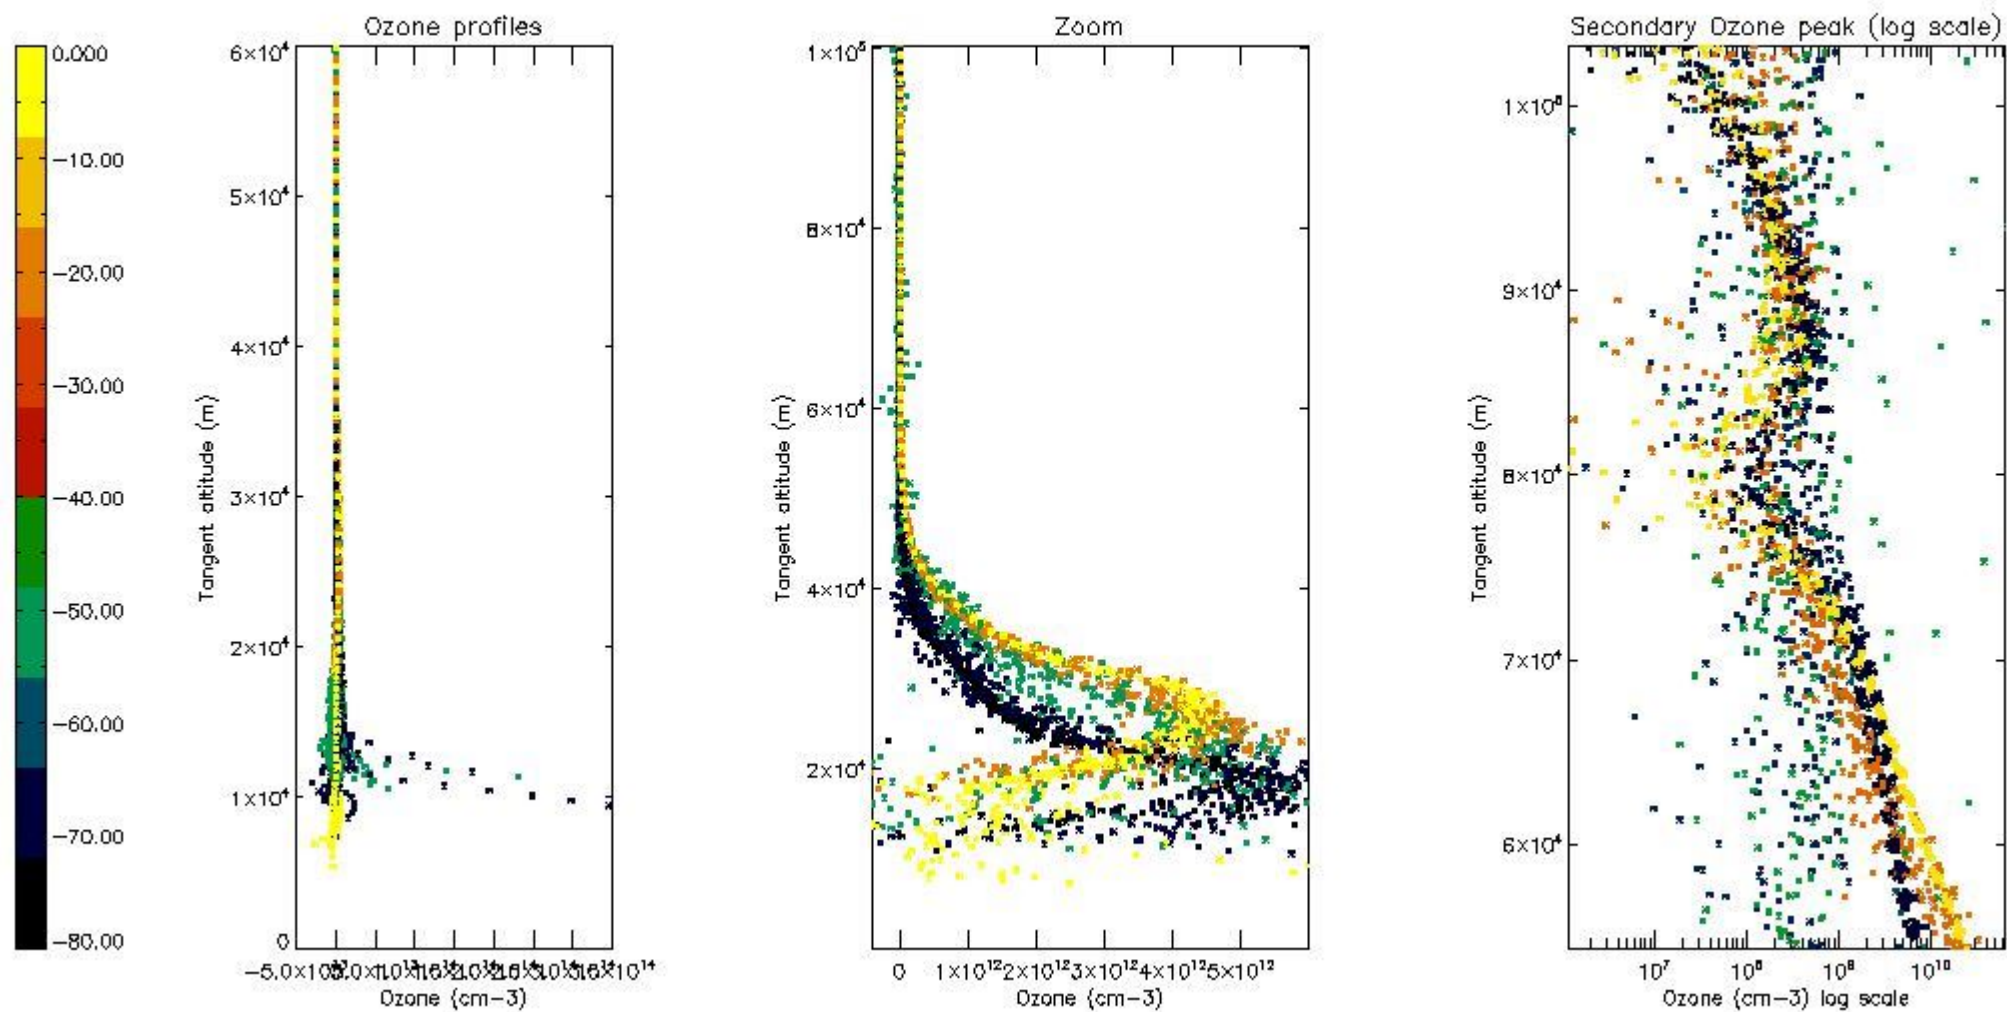 Ozone profiles
Zoom
Secondary Ozone peak (log scale)
0.000
−10.00
−20.00
−30.00
−40.00
−50.00
−60.00
−70.00
−80.00
6×10⁴
5×10⁴
4×10⁴
3×10⁴
2×10⁴
1×10⁴
0
Tangent altitude (m)
Ozone (cm−3)
1×10⁵
8×10⁴
6×10⁴
4×10⁴
2×10⁴
Tangent altitude (m)
0 1×10¹² 2×10¹² 3×10¹² 4×10¹² 5×10¹²
Ozone (cm−3)
1×10⁵
9×10⁴
8×10⁴
7×10⁴
6×10⁴
Tangent altitude (m)
10⁷ 10⁸ 10⁹ 10¹⁰
Ozone (cm−3) log scale